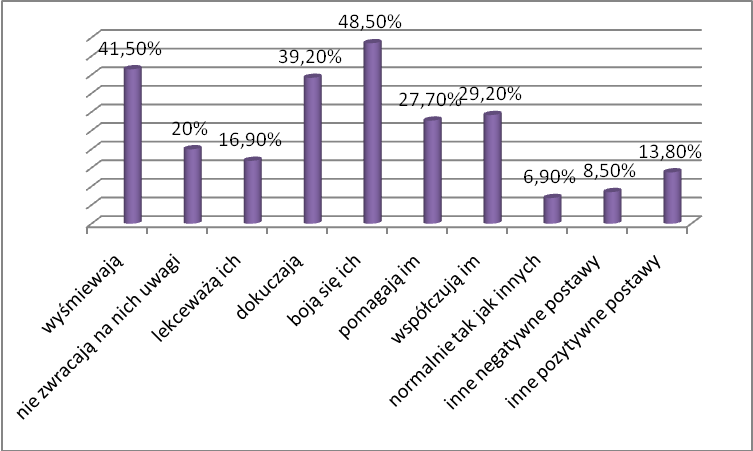 41,50%
20%
16,90%
39,20%
48,50%
27,70%
29,20%
6,90%
8,50%
13,80%
wyśmiewają
nie zwracają na nich uwagi
lekceważą ich
dokuczają
boją się ich
pomagają im
współczują im
normalnie tak jak innych
inne negatywne postawy
inne pozytywne postawy